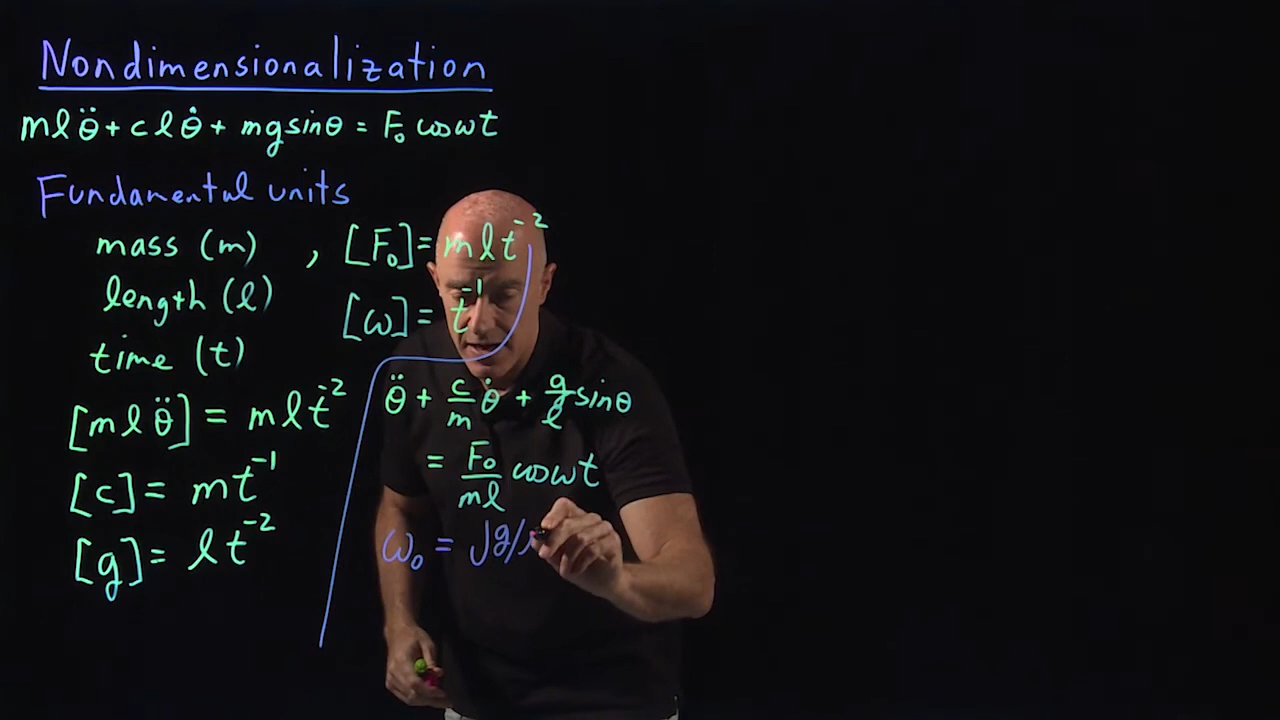 Nondimensionalization
mlθ̈ + clθ̇ + mg sinθ = F₀ cosωt
Fundamental units
mass (m) , [F₀] = mlt⁻²
length (l) [ω] = t⁻¹
time (t)
[mlθ̈] = mlt⁻²
[c] = mt⁻¹
[g] = lt⁻²
θ̈ + c/m θ̇ + g/l sinθ
= F₀/ml cosωt
ω₀ = √g/l